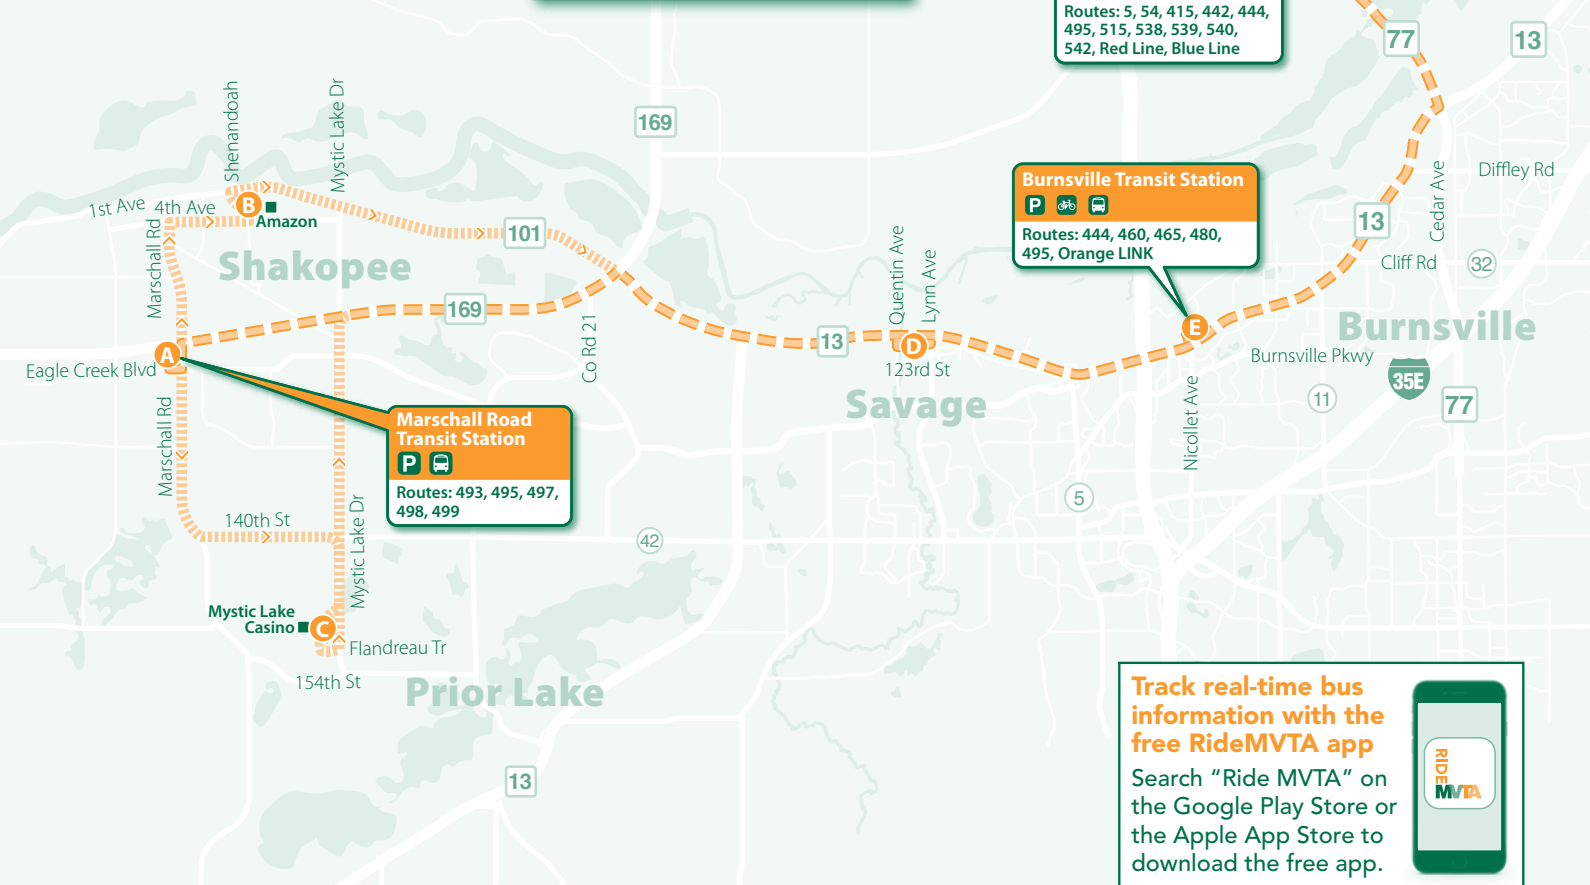 Routes: 5, 54, 415, 442, 444,
495, 515, 538, 539, 540,
542, Red Line, Blue Line
77
13
169
Shenandoah
Mystic Lake Dr
1st Ave
4th Ave
B
Amazon
Marschall Rd
Shakopee
101
169
Burnsville Transit Station
P
Routes: 444, 460, 465, 480,
495, Orange LINK
Diffley Rd
Cedar Ave
13
Cliff Rd
32
Quentin Ave
Lynn Ave
Co Rd 21
13
D
123rd St
E
Burnsville
Burnsville Pkwy
35E
77
11
Savage
Nicollet Ave
A
Eagle Creek Blvd
Marschall Rd
Marschall Road
Transit Station
P
Routes: 493, 495, 497,
498, 499
5
140th St
Mystic Lake Dr
42
Mystic Lake
Casino
C
Flandreau Tr
154th St
Prior Lake
13
Track real-time bus
information with the
free RideMVTA app
Search “Ride MVTA” on
the Google Play Store or
the Apple App Store to
download the free app.
RIDE
MVTA